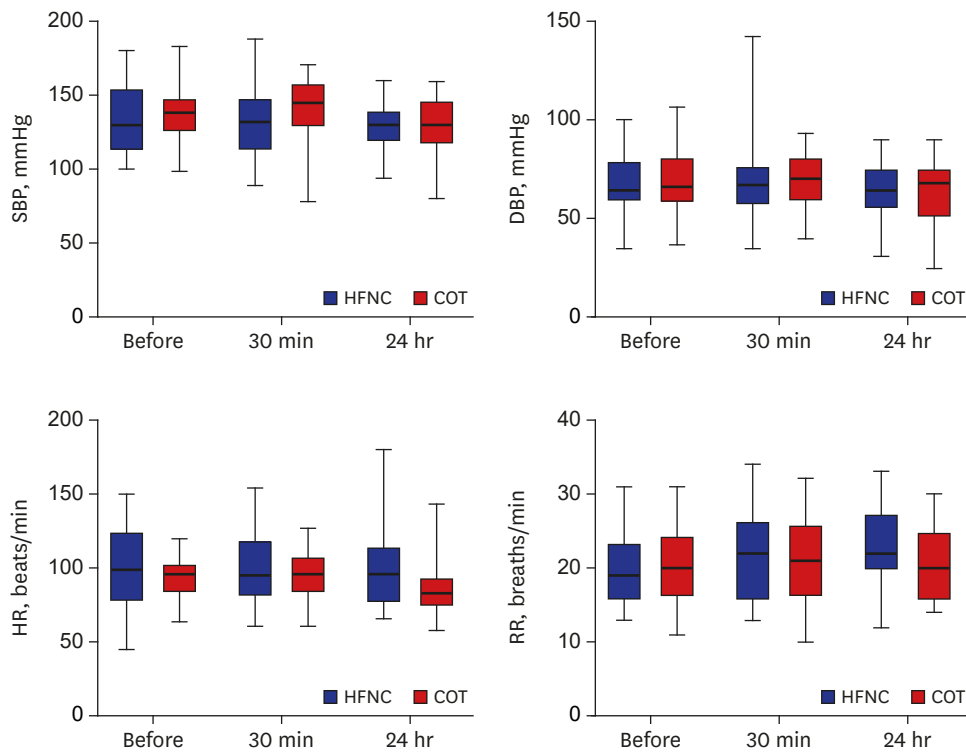 SBP, mmHg
200
150
100
50
0
HFNC COT
Before 30 min 24 hr
DBP, mmHg
150
100
50
0
HFNC COT
Before 30 min 24 hr
HR, beats/min
200
150
100
50
0
HFNC COT
Before 30 min 24 hr
RR, breaths/min
40
30
20
10
0
HFNC COT
Before 30 min 24 hr